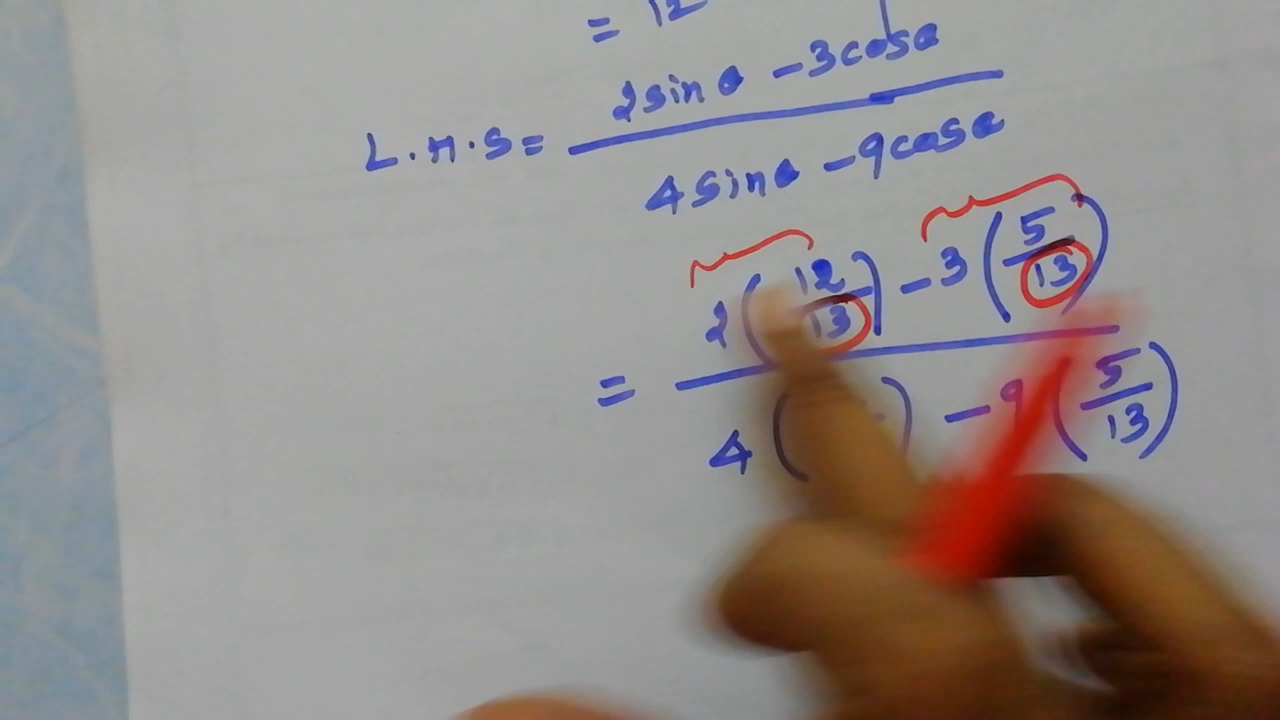 = 12
2sinθ - 3cosθ
L.H.S =
4sinθ - 9cosθ
2(12/13) - 3(5/13)
=
4( ) - 9(5/13)